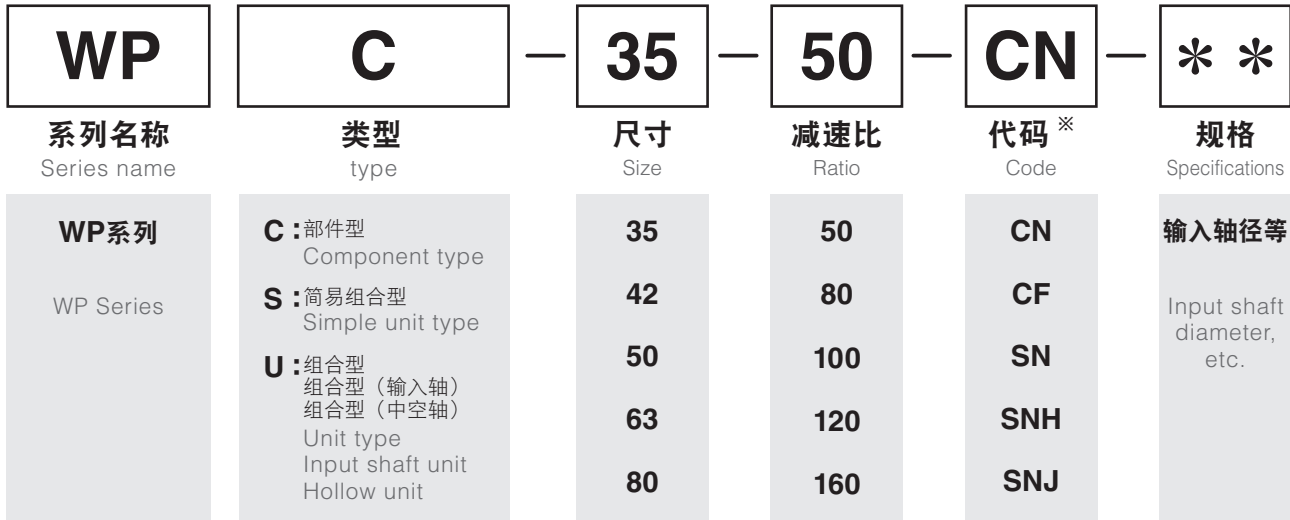 WP C — 35 — 50 — CN — * *
系列名称 类型 尺寸 减速比 代码※ 规格
Series name type Size Ratio Code Specifications
WP系列
WP Series
C：部件型
Component type
S：简易组合型
Simple unit type
U：组合型
组合型（输入轴）
组合型（中空轴）
Unit type
Input shaft unit
Hollow unit
35
42
50
63
80
50
80
100
120
160
CN
CF
SN
SNH
SNJ
输入轴径等
Input shaft
diameter,
etc.